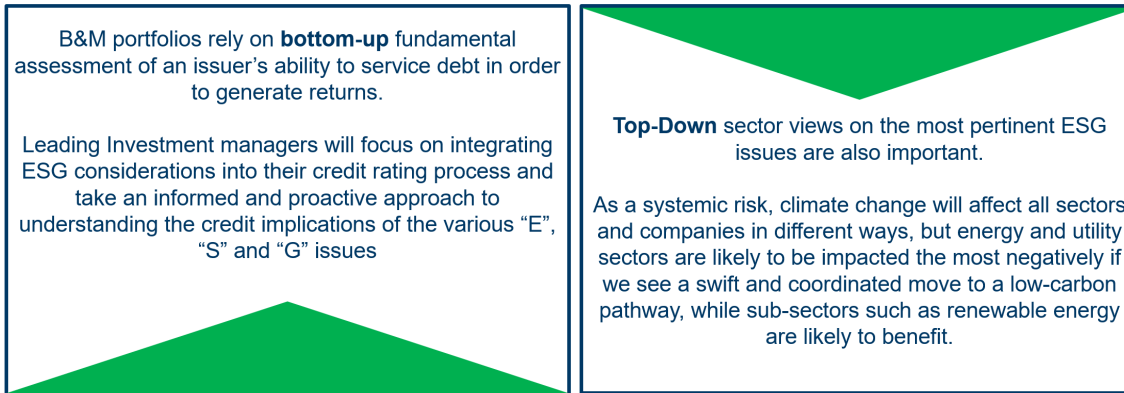 B&M portfolios rely on bottom-up fundamental
assessment of an issuer's ability to service debt in order
to generate returns.
Leading Investment managers will focus on integrating
ESG considerations into their credit rating process and
take an informed and proactive approach to
understanding the credit implications of the various “E”,
“S” and “G” issues
Top-Down sector views on the most pertinent ESG
issues are also important.
As a systemic risk, climate change will affect all sectors
and companies in different ways, but energy and utility
sectors are likely to be impacted the most negatively if
we see a swift and coordinated move to a low-carbon
pathway, while sub-sectors such as renewable energy
are likely to benefit.